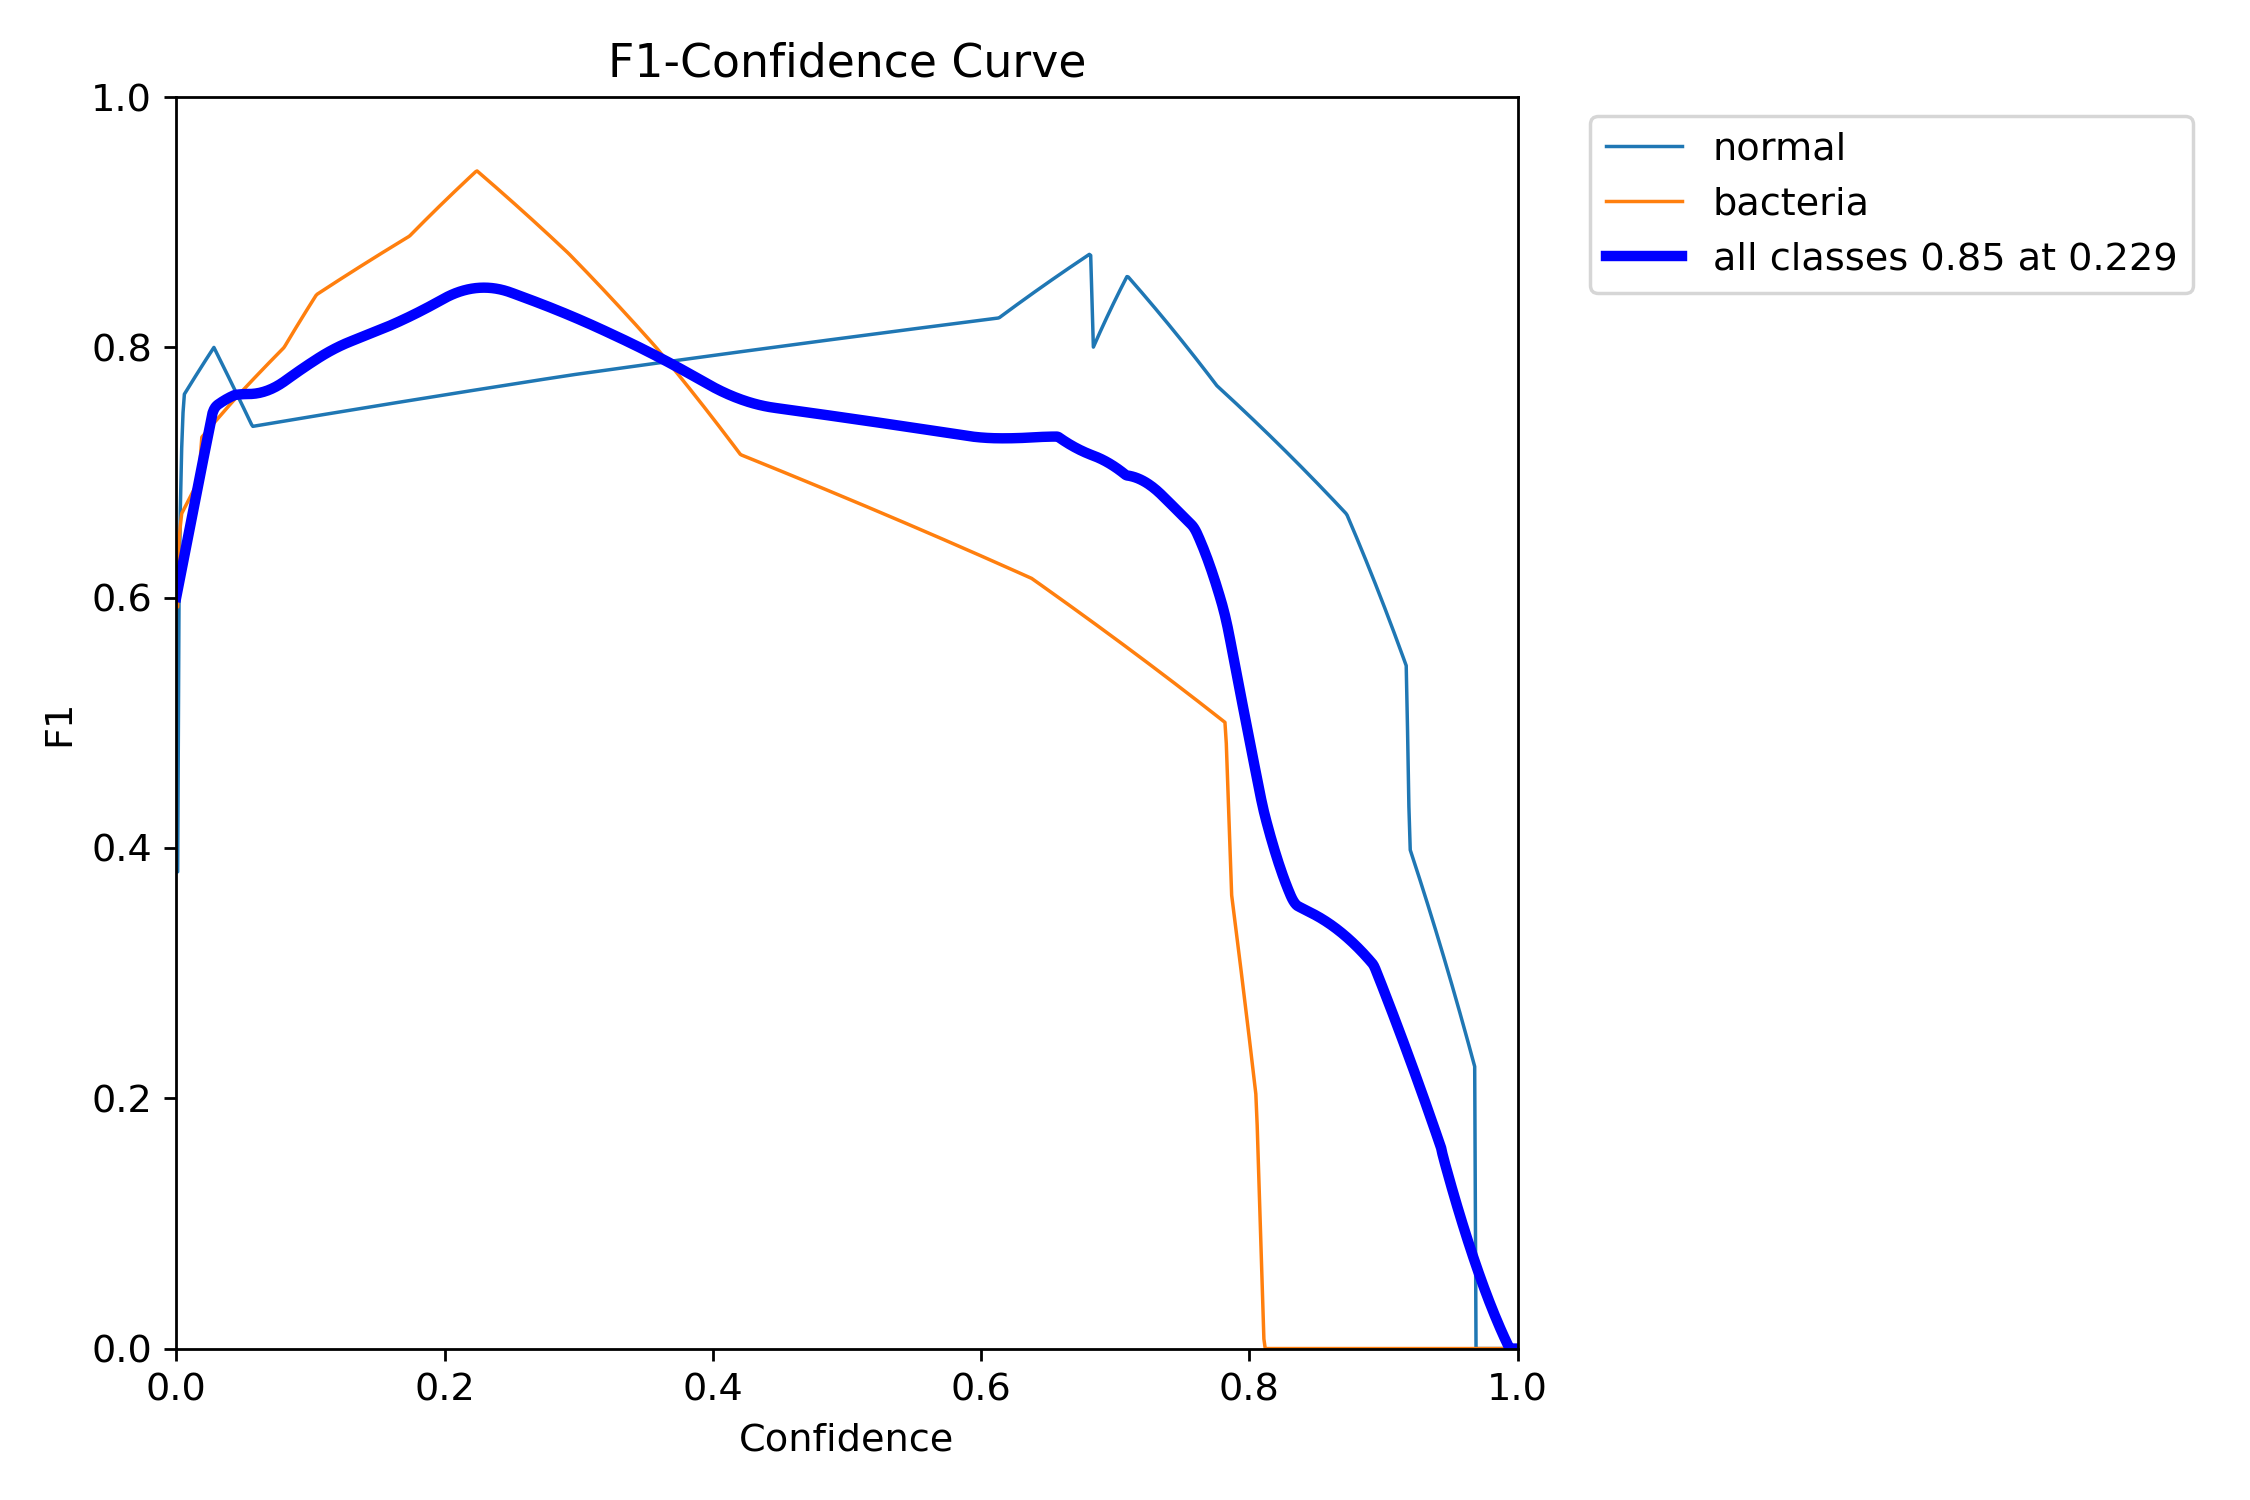 F1-Confidence Curve
1.0
0.8
0.6
0.4
0.2
0.0
F1
0.0 0.2 0.4 0.6 0.8 1.0
Confidence
normal
bacteria
all classes 0.85 at 0.229